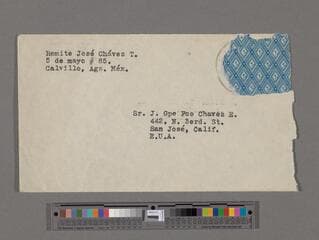 Remite José Chávez T.
5 de mayo # 85.
Calvillo, Ags. Méx.
Sr. J. Gpe Fco Chavez E.
442, N. 3erd. St.
San José, Calif.
E.U.A.